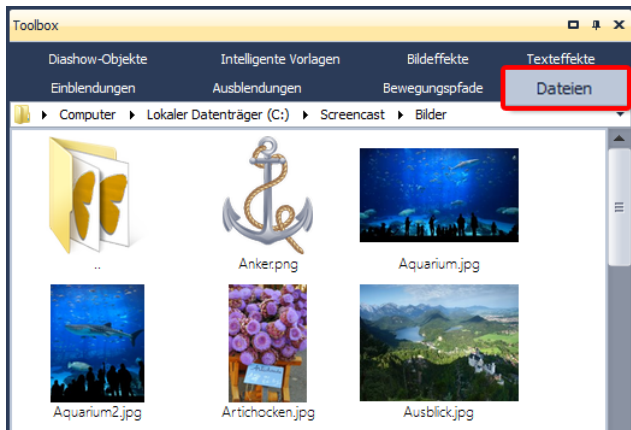 Toolbox
Diashow-Objekte Intelligente Vorlagen Bildeffekte Texteffekte
Einblendungen Ausblendungen Bewegungspfade Dateien
Computer Lokaler Datenträger (C:) Screencast Bilder
.. Anker.png Aquarium.jpg
Aquarium2.jpg Artichocken.jpg Ausblick.jpg